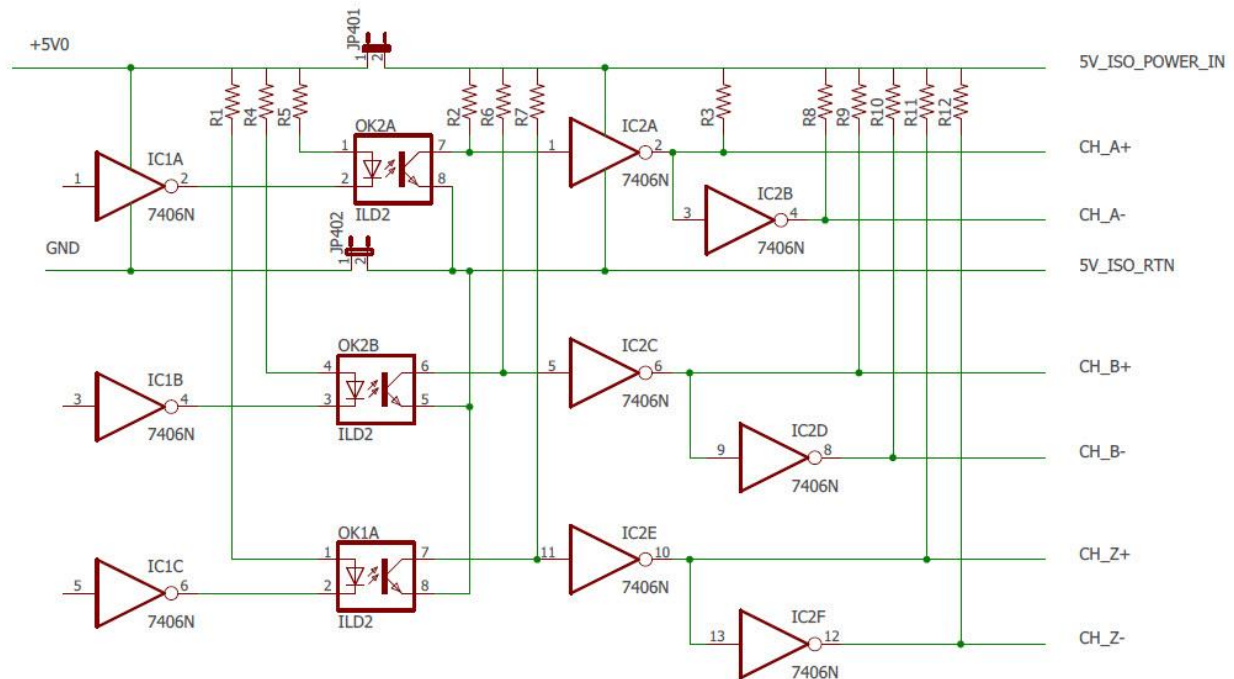 +5V0
JP401
1 2
5V_ISO_POWER_IN
R1
R4
R5
R2
R6
R7
R3
R8
R9
R10
R11
R12
OK2A
1
2
7
8
ILD2
IC1A
1
2
7406N
IC2A
1
2
7406N
CH_A+
IC2B
3
4
7406N
CH_A-
GND
JP402
1 2
5V_ISO_RTN
OK2B
4
3
6
5
ILD2
IC1B
3
4
7406N
IC2C
5
6
7406N
CH_B+
IC2D
9
8
7406N
CH_B-
OK1A
1
2
7
8
ILD2
IC1C
5
6
7406N
IC2E
11
10
7406N
CH_Z+
IC2F
13
12
7406N
CH_Z-